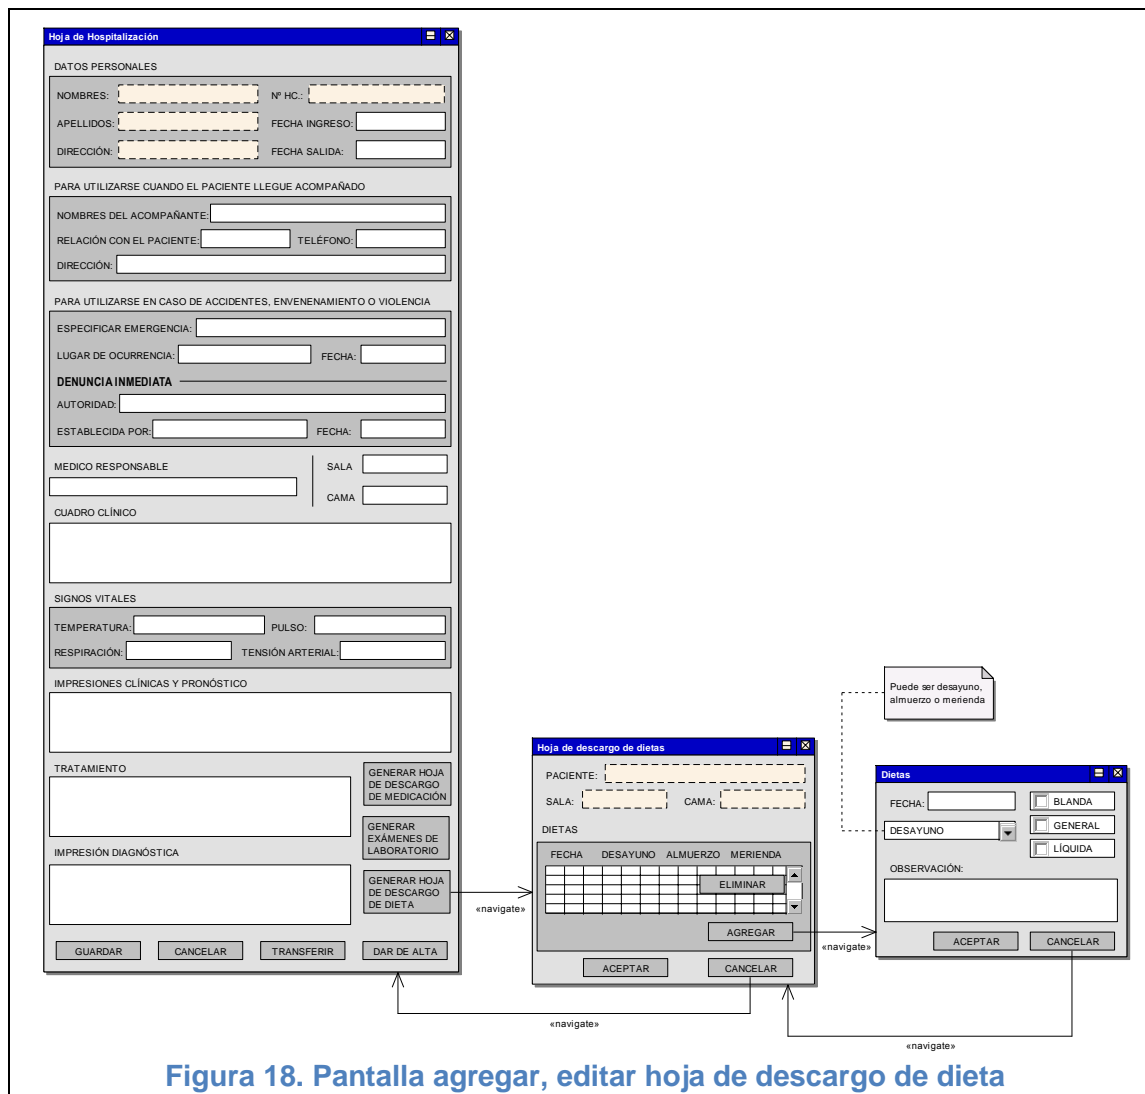 Hoja de Hospitalización
DATOS PERSONALES
NOMBRES:
Nº HC.:
APELLIDOS:
FECHA INGRESO:
DIRECCIÓN:
FECHA SALIDA:
PARA UTILIZARSE CUANDO EL PACIENTE LLEGUE ACOMPAÑADO
NOMBRES DEL ACOMPAÑANTE:
RELACIÓN CON EL PACIENTE:
TELÉFONO:
DIRECCIÓN:
PARA UTILIZARSE EN CASO DE ACCIDENTES, ENVENENAMIENTO O VIOLENCIA
ESPECIFICAR EMERGENCIA:
LUGAR DE OCURRENCIA:
FECHA:
DENUNCIA INMEDIATA
AUTORIDAD:
ESTABLECIDA POR:
FECHA:
MEDICO RESPONSABLE
SALA
CAMA
CUADRO CLÍNICO
SIGNOS VITALES
TEMPERATURA:
PULSO:
RESPIRACIÓN:
TENSIÓN ARTERIAL:
IMPRESIONES CLÍNICAS Y PRONÓSTICO
TRATAMIENTO
GENERAR HOJA
DE DESCARGO
DE MEDICACIÓN
GENERAR
EXÁMENES DE
LABORATORIO
IMPRESIÓN DIAGNÓSTICA
GENERAR HOJA
DE DESCARGO
DE DIETA
GUARDAR
CANCELAR
TRANSFERIR
DAR DE ALTA
«navigate»
Hoja de descargo de dietas
PACIENTE:
SALA:
CAMA:
DIETAS
FECHA
DESAYUNO
ALMUERZO
MERIENDA
ELIMINAR
AGREGAR
ACEPTAR
CANCELAR
«navigate»
«navigate»
Puede ser desayuno,
almuerzo o merienda
Dietas
FECHA:
BLANDA
DESAYUNO
GENERAL
LÍQUIDA
OBSERVACIÓN:
ACEPTAR
CANCELAR
«navigate»
Figura 18. Pantalla agregar, editar hoja de descargo de dieta